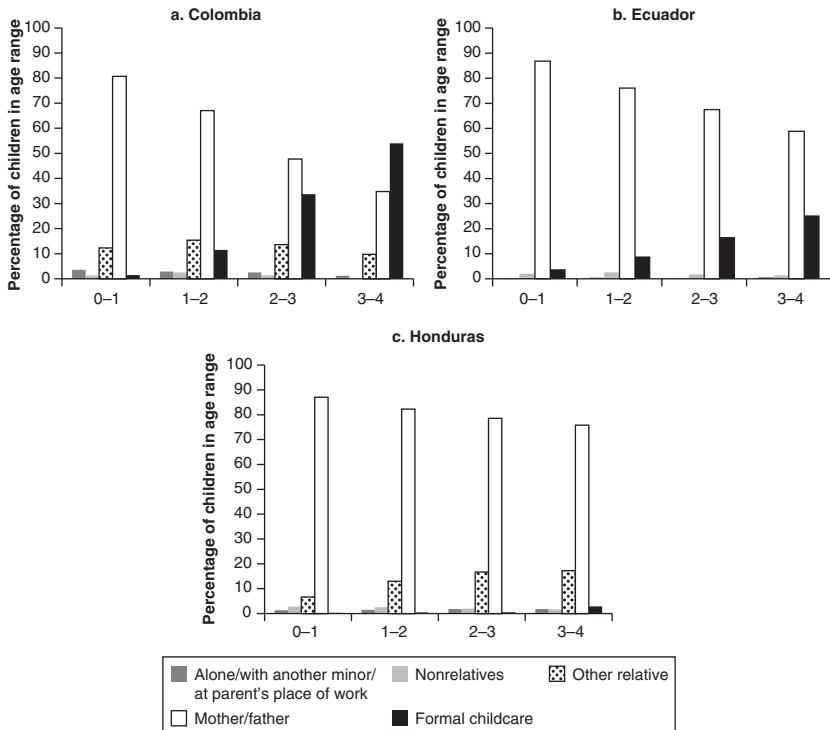 a. Colombia
Percentage of children in age range
100
90
80
70
60
50
40
30
20
10
0
0–1 1–2 2–3 3–4
b. Ecuador
Percentage of children in age range
100
90
80
70
60
50
40
30
20
10
0
0–1 1–2 2–3 3–4
c. Honduras
Percentage of children in age range
100
90
80
70
60
50
40
30
20
10
0
0–1 1–2 2–3 3–4
Alone/with another minor/
at parent's place of work
Nonrelatives
Other relative
Mother/father
Formal childcare